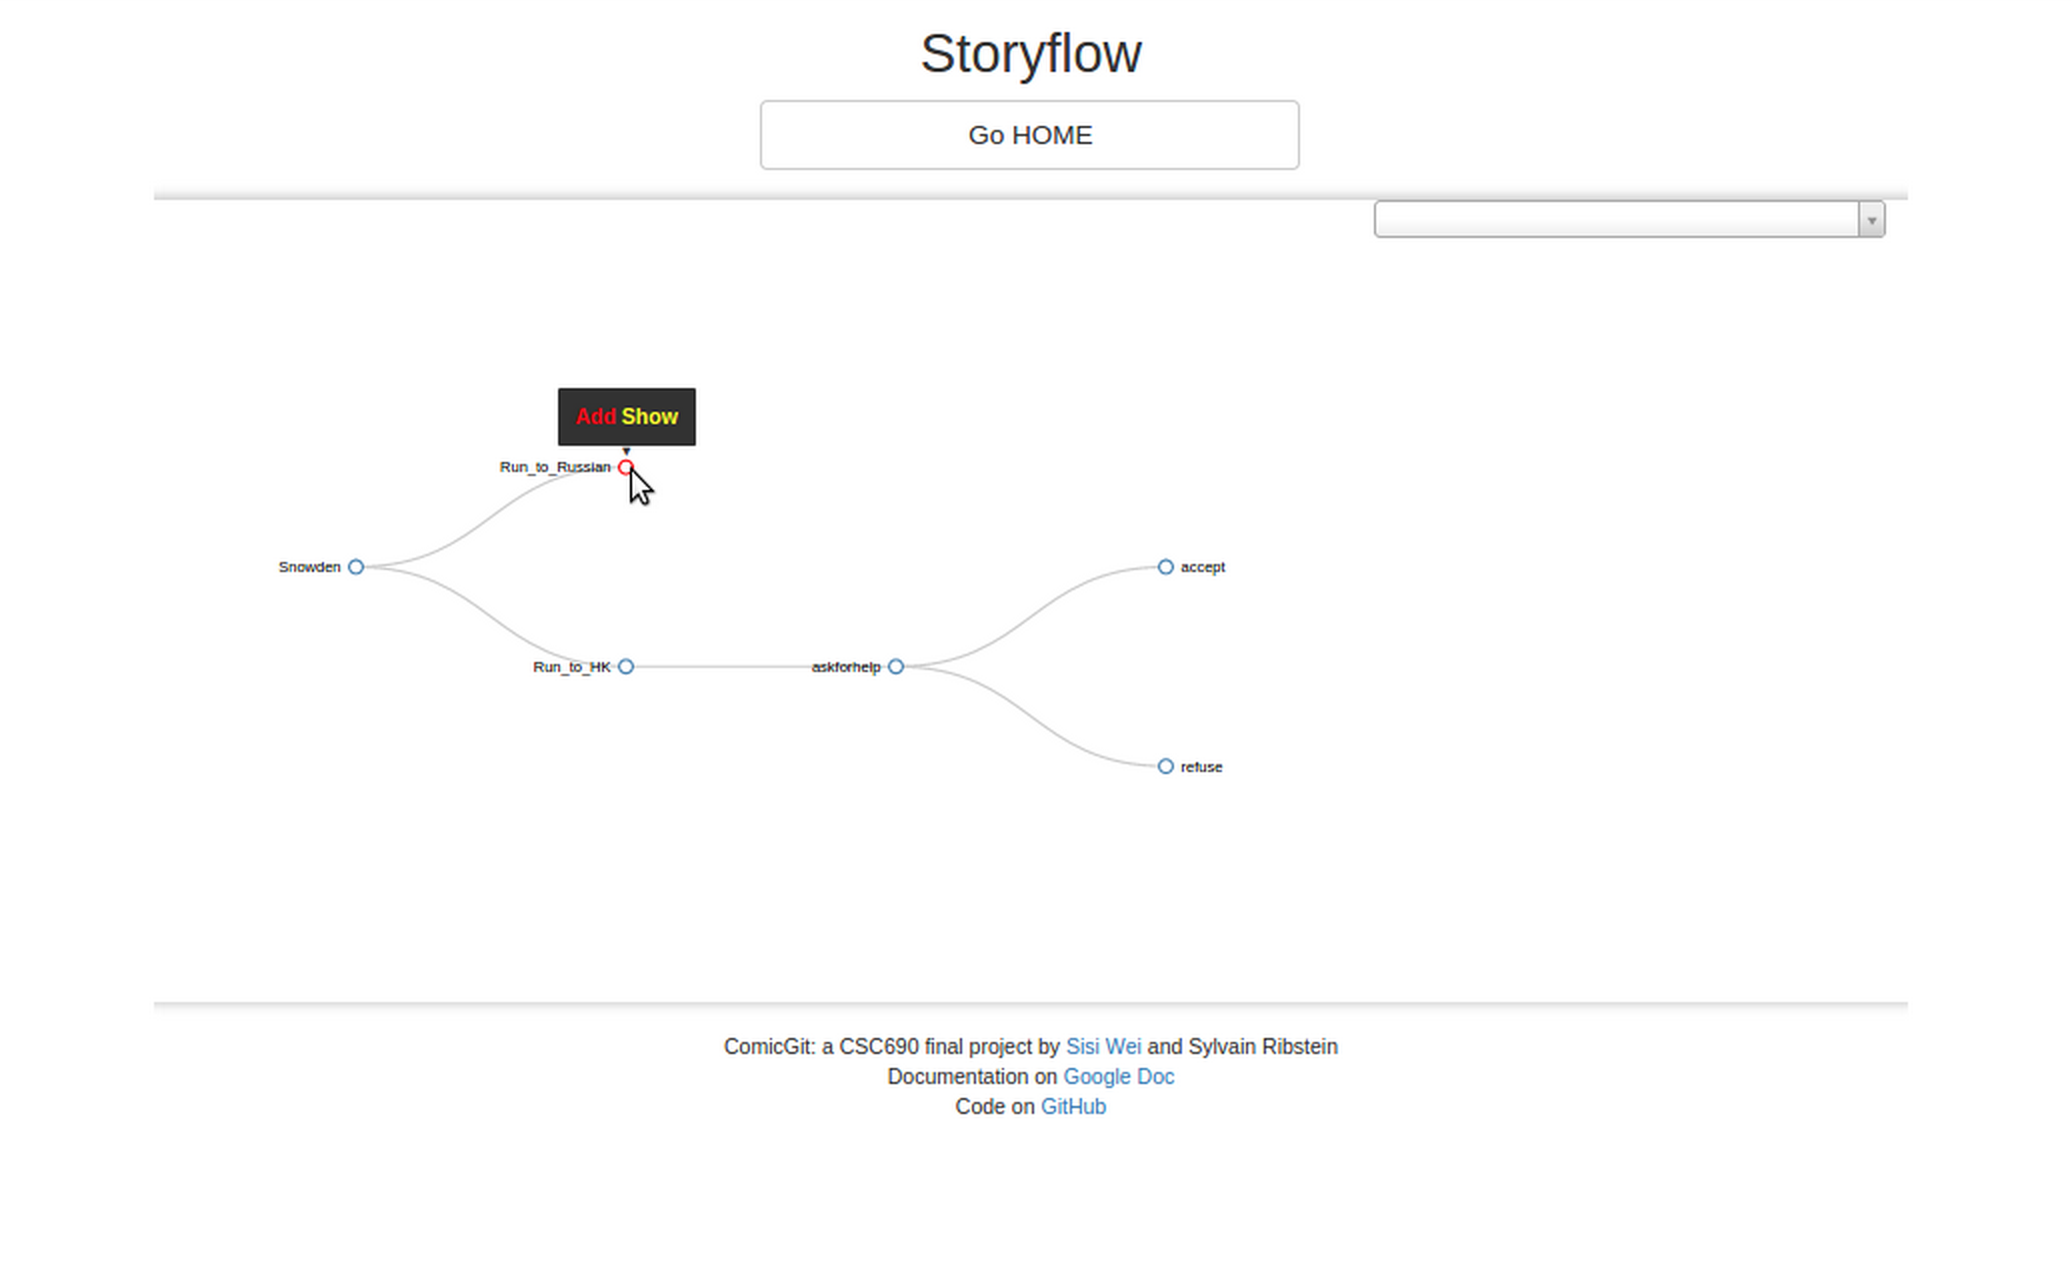 Storyflow
Go HOME
Add Show
Run_to_Russian
Snowden
accept
Run_to_HK
askforhelp
refuse
ComicGit: a CSC690 final project by Sisi Wei and Sylvain Ribstein
Documentation on Google Doc
Code on GitHub